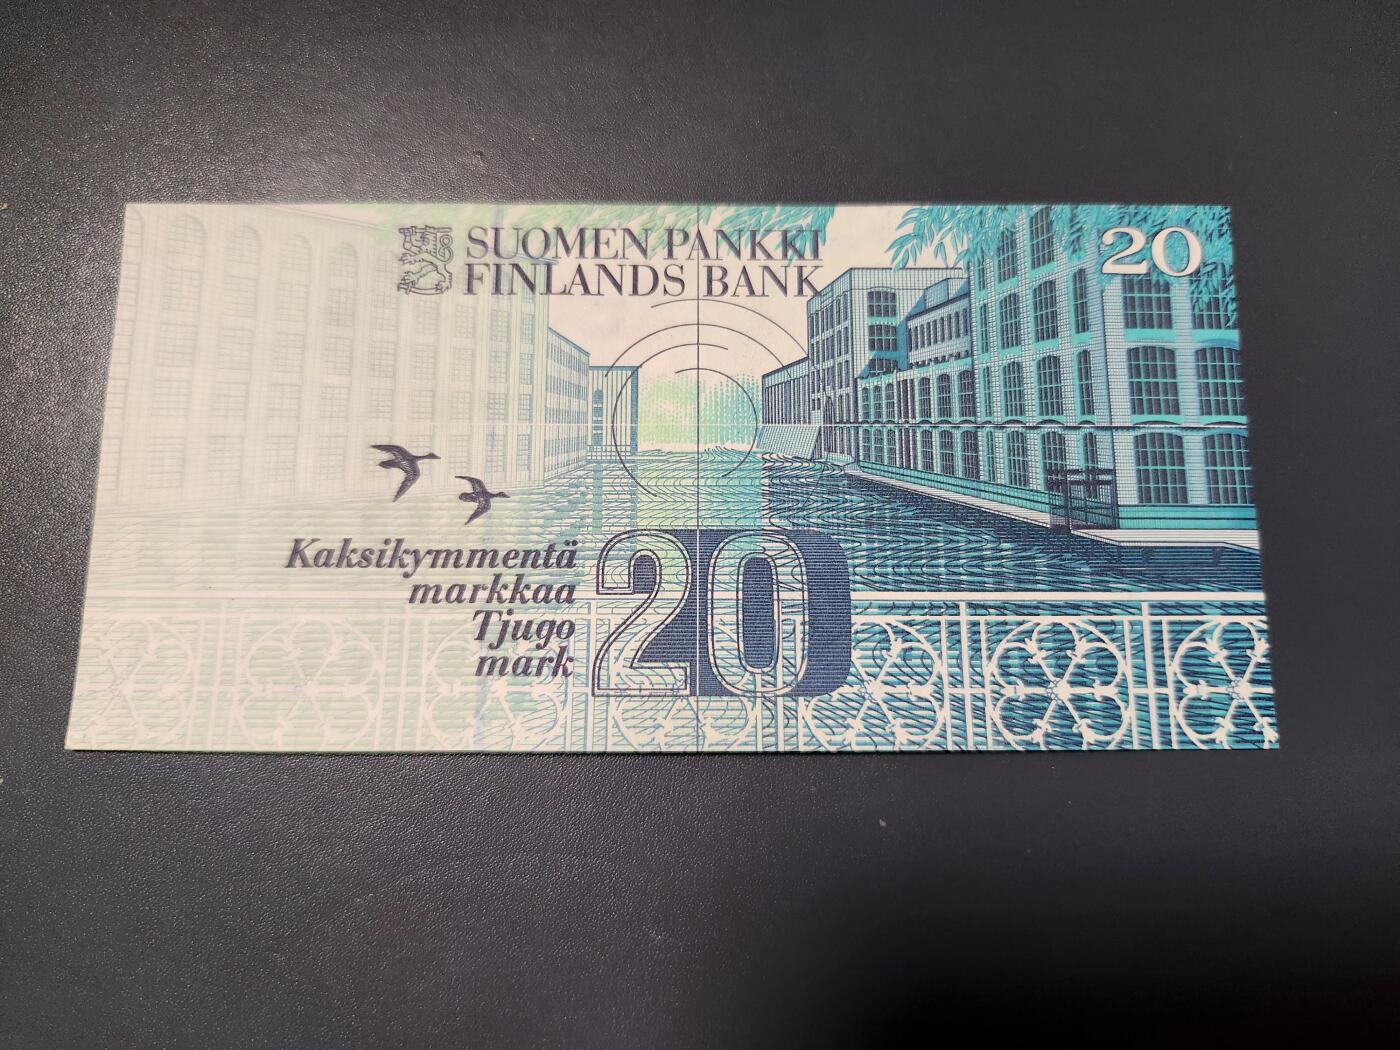 SUOMEN PANKKI
FINLANDS BANK
20
Kaksikymmentä
markkaa
Tjugo
mark
20